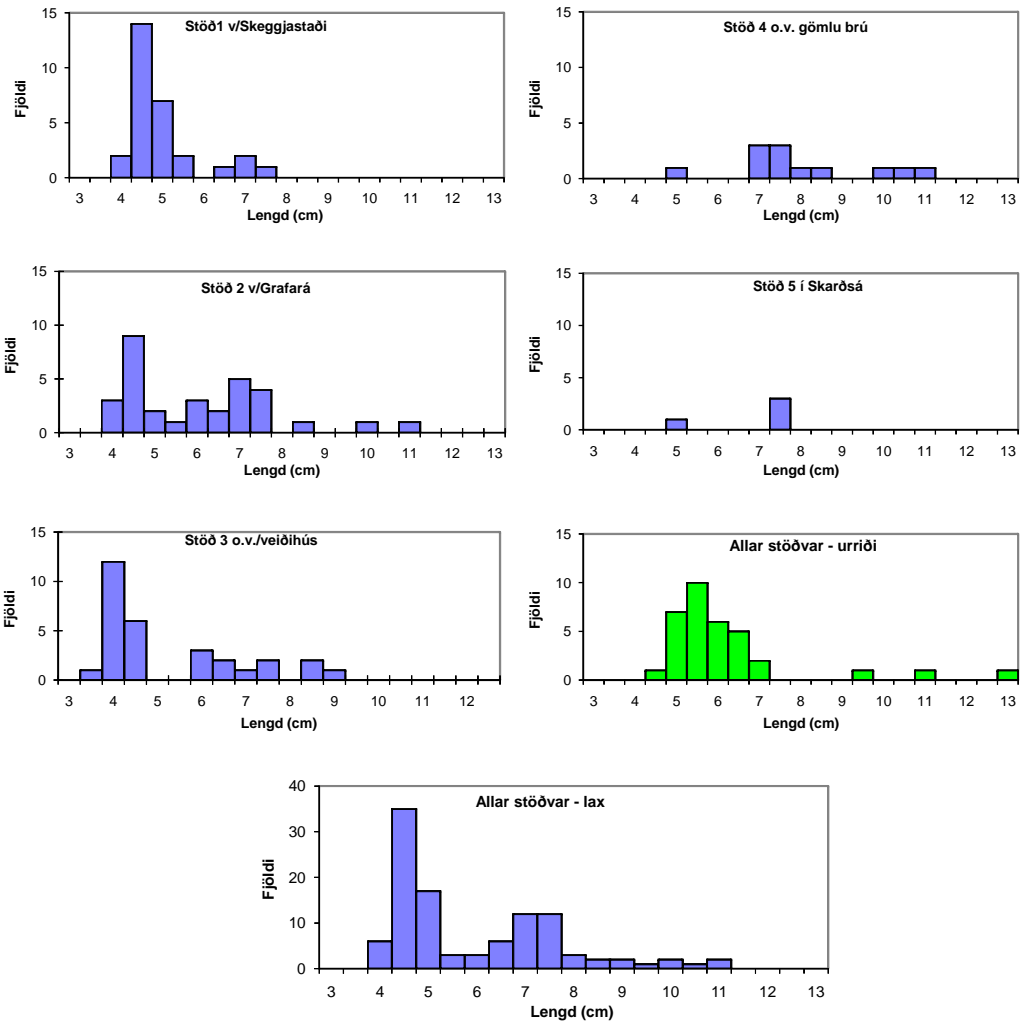 Stöð1 v/Skeggjastaði
Fjöldi
15
10
5
0
3 4 5 6 7 8 9 10 11 12 13
Lengd (cm)
Stöð 4 o.v. gömlu brú
Fjöldi
15
10
5
0
3 4 5 6 7 8 9 10 11 12 13
Lengd (cm)
Stöð 2 v/Grafará
Fjöldi
15
10
5
0
3 4 5 6 7 8 9 10 11 12 13
Lengd (cm)
Stöð 5 í Skarðsá
Fjöldi
15
10
5
0
3 4 5 6 7 8 9 10 11 12 13
Lengd (cm)
Stöð 3 o.v./veiðihús
Fjöldi
15
10
5
0
3 4 5 6 7 8 9 10 11 12
Lengd (cm)
Allar stöðvar - urriði
Fjöldi
15
10
5
0
3 4 5 6 7 8 9 10 11 12 13
Lengd (cm)
Allar stöðvar - lax
Fjöldi
40
30
20
10
0
3 4 5 6 7 8 9 10 11 12 13
Lengd (cm)